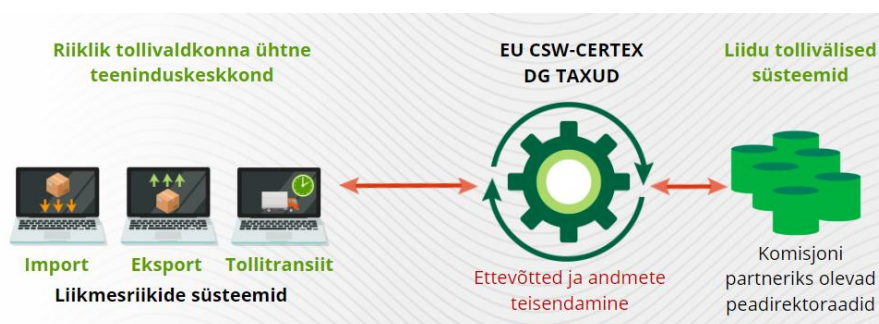 Riiklik tollivaldkonna ühtne
teeninduskeskkond
EU CSW-CERTEX
DG TAXUD
Liidu tollivälised
süsteemid
Import
Eksport
Tollitransiit
Liikmesriikide süsteemid
Ettevõtted ja andmete
teisendamine
Komisjoni
partneriks olevad
peadirektoraadid